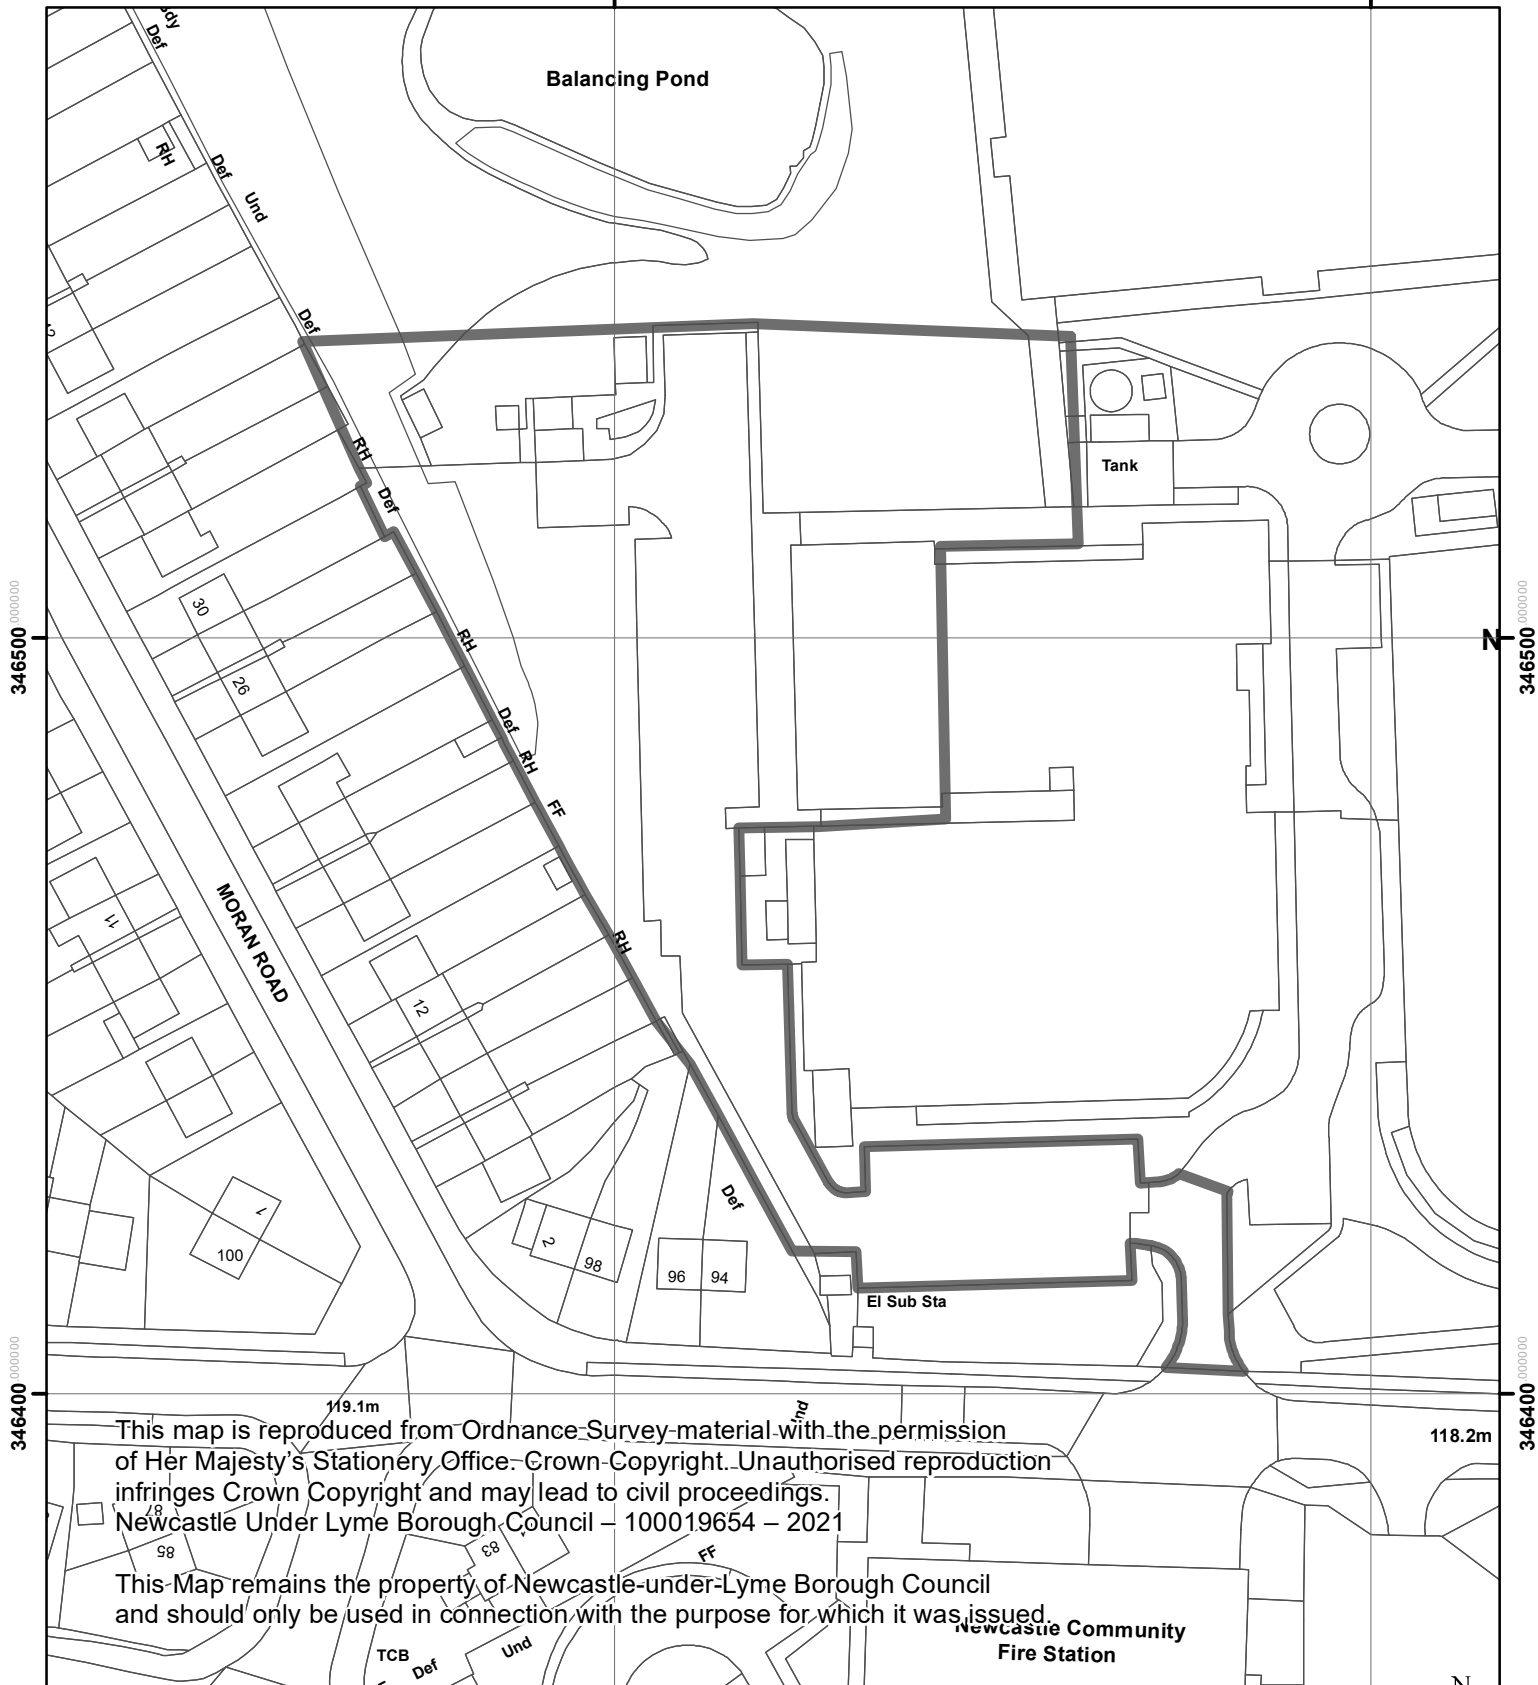 Def
Balancing Pond
RH
Def
Und
Def
RH
Def
Tank
346500
.000000
N
346500
.000000
30
RH
26
Def
RH
FF
11
MORAN ROAD
RH
12
Def
1
100
2
98
96
94
El Sub Sta
346400
.000000
346400
.000000
119.1m
118.2m
This map is reproduced from Ordnance Survey material with the permission
of Her Majesty's Stationery Office. Crown Copyright. Unauthorised reproduction
infringes Crown Copyright and may lead to civil proceedings.
Newcastle Under Lyme Borough Council – 100019654 – 2021
85
83
FF
This Map remains the property of Newcastle-under-Lyme Borough Council
and should only be used in connection with the purpose for which it was issued.
Newcastle Community
Fire Station
TCB
Def
Und
N